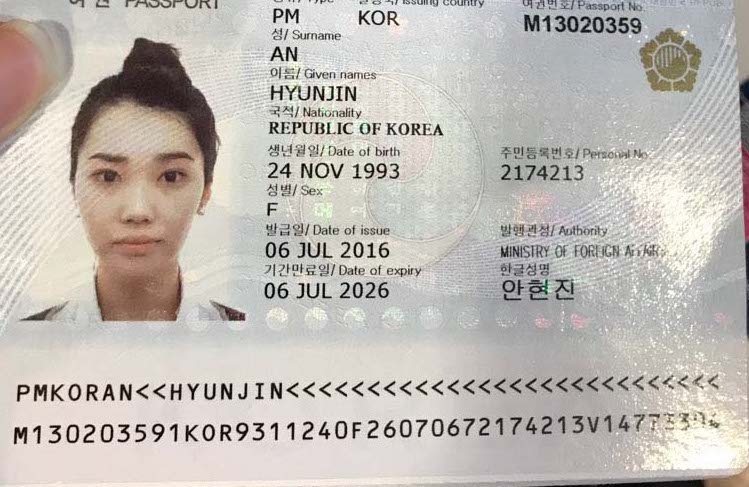 여권 PASSPORT
PM KOR
여권번호/ Passport No.
M13020359
성/ Surname
AN
이름/ Given names
HYUNJIN
국적/ Nationality
REPUBLIC OF KOREA
생년월일/ Date of birth 주민등록번호/ Personal No.
24 NOV 1993 2174213
성별/ Sex
F
발급일/ Date of issue 발행관청/ Authority
06 JUL 2016 MINISTRY OF FOREIGN AFFAIRS
기간만료일/ Date of expiry 한글성명
06 JUL 2026 안현진
PMKORAN<<HYUNJIN<<<<<<<<<<<<<<<<<<<<<<<<<<<<